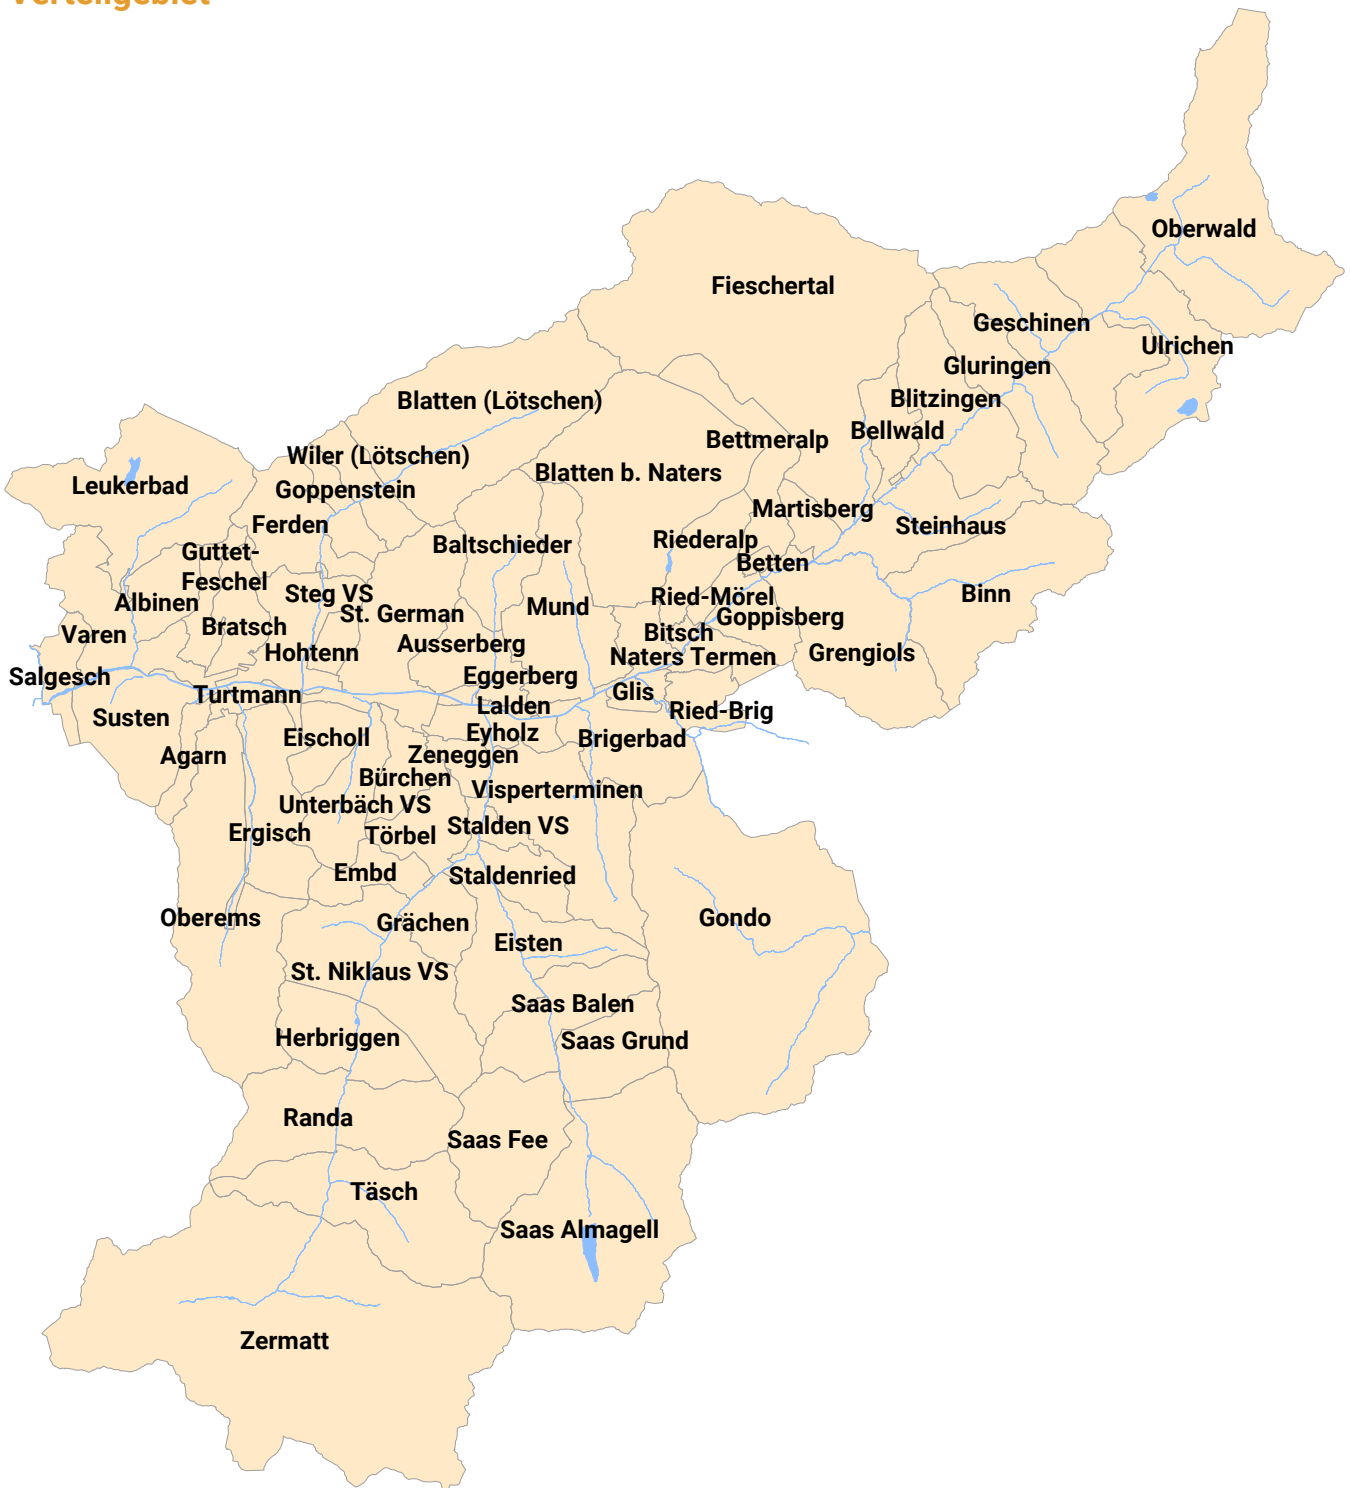 Verteilgebiet
Oberwald
Fieschertal
Geschinen
Ulrichen
Gluringen
Blitzingen
Blatten (Lötschen)
Bellwald
Bettmeralp
Wiler (Lötschen)
Blatten b. Naters
Leukerbad
Goppenstein
Martisberg
Ferden
Steinhaus
Riederalp
Baltschieder
Guttet-
Feschel
Betten
Steg VS
Binn
Ried-Mörel
Albinen
Mund
St. German
Goppisberg
Bratsch
Bitsch
Varen
Ausserberg
Hohtenn
Grengiols
Naters Termen
Salgesch
Eggerberg
Glis
Turtmann
Lalden
Ried-Brig
Susten
Eyholz
Eischoll
Brigerbad
Zeneggen
Agarn
Bürchen
Visperterminen
Unterbäch VS
Stalden VS
Ergisch
Törbel
Embd
Staldenried
Oberems
Gondo
Grächen
Eisten
St. Niklaus VS
Saas Balen
Herbriggen
Saas Grund
Randa
Saas Fee
Täsch
Saas Almagell
Zermatt